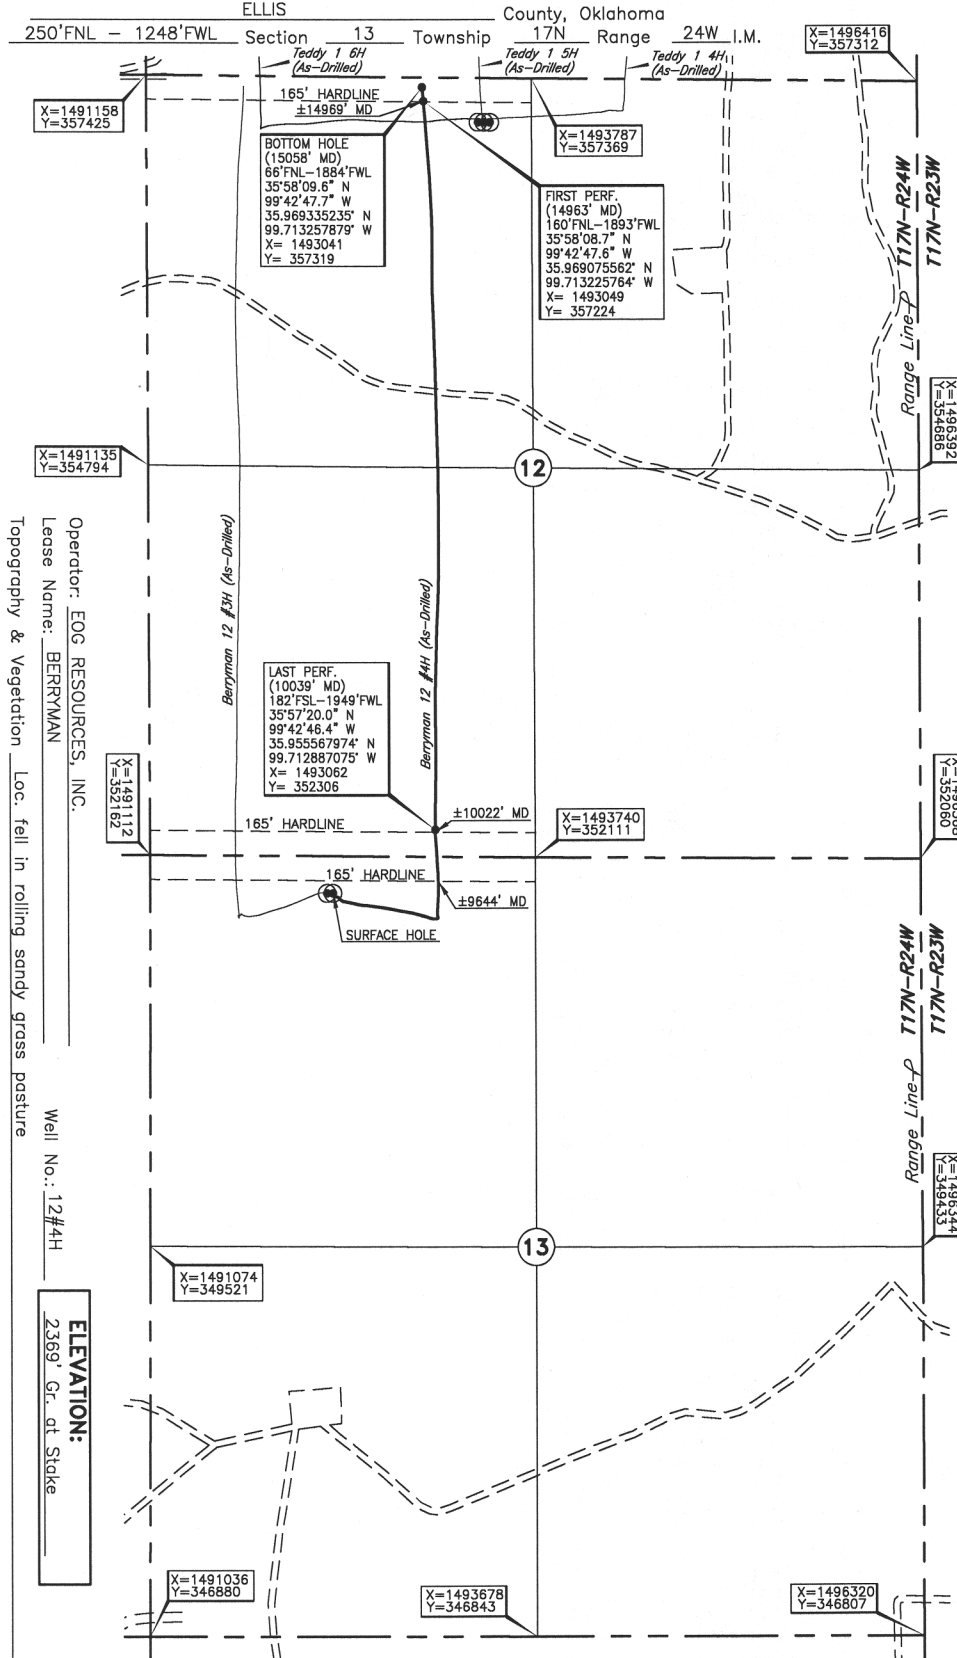 ELLIS County, Oklahoma
250'FNL - 1248'FWL Section 13 Township 17N Range 24W I.M.
Teddy 1 6H
(As-Drilled)
Teddy 1 5H
(As-Drilled)
Teddy 1 4H
(As-Drilled)
X=1496416
Y=357312
X=1491158
Y=357425
165' HARDLINE
±14969' MD
X=1493787
Y=357369
BOTTOM HOLE
(15058' MD)
66'FNL-1884'FWL
35°58'09.6" N
99°42'47.7" W
35.969335235° N
99.713257879° W
X= 1493041
Y= 357319
FIRST PERF.
(14963' MD)
160'FNL-1893'FWL
35°58'08.7" N
99°42'47.6" W
35.969075562° N
99.713225764° W
X= 1493049
Y= 357224
T17N-R24W
T17N-R23W
Range Line
X=1496392
Y=354686
X=1491135
Y=354794
12
Berryman 12 #3H (As-Drilled)
Berryman 12 #4H (As-Drilled)
LAST PERF.
(10039' MD)
182'FSL-1949'FWL
35°57'20.0" N
99°42'46.4" W
35.955567974° N
99.712887075° W
X= 1493062
Y= 352306
X=1491112
Y=352162
165' HARDLINE
±10022' MD
X=1493740
Y=352111
Y=352060
165' HARDLINE
±9644' MD
SURFACE HOLE
T17N-R24W
T17N-R23W
Range Line
X=1496344
Y=349433
13
X=1491074
Y=349521
X=1491036
Y=346880
X=1493678
Y=346843
X=1496320
Y=346807
Operator: EOG RESOURCES, INC.
Lease Name: BERRYMAN Well No.: 12#4H
Topography & Vegetation Loc. fell in rolling sandy grass pasture
ELEVATION:
2369' Gr. at Stake